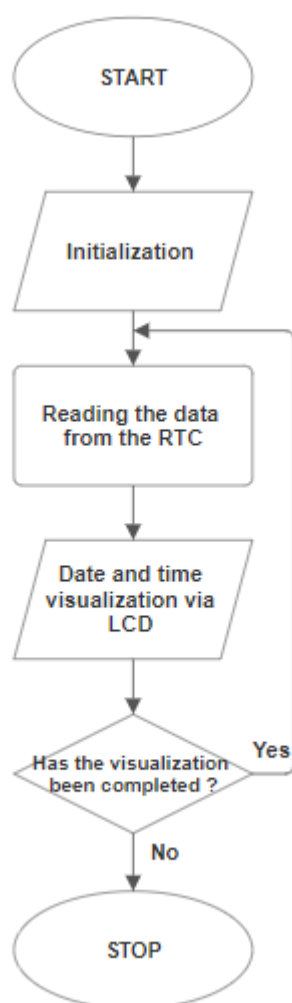 START
Initialization
Reading the data
from the RTC
Date and time
visualization via
LCD
Has the visualization
been completed ?
Yes
No
STOP